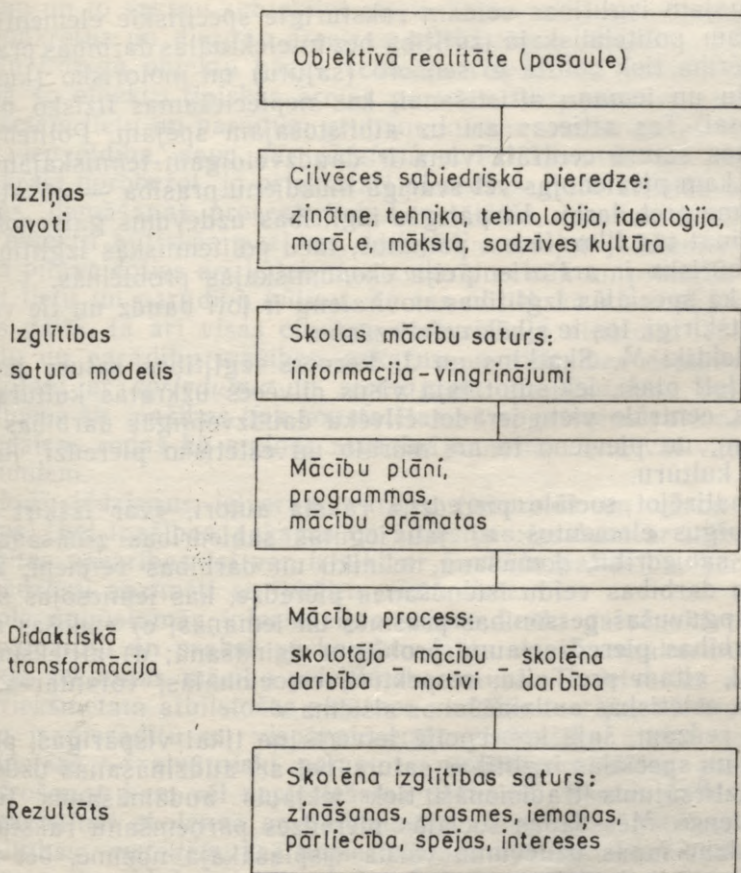 Objektīvā realitāte (pasaule)
Izziņas
avoti
Cilvēces sabiedriskā pieredze:
zinātne, tehnika, tehnoloģija, ideoloģija,
morāle, māksla, sadzīves kultūra
Izglītības
satura modelis
Skolas mācību saturs:
informācija – vingrinājumi
Mācību plāni,
programmas,
mācību grāmatas
Didaktiskā
transformācija
Mācību process:
skolotāja – mācību – skolēna
darbība – motīvi – darbība
Rezultāts
Skolēna izglītības saturs:
zināšanas, prasmes, iemaņas,
pārliecība, spējas, intereses